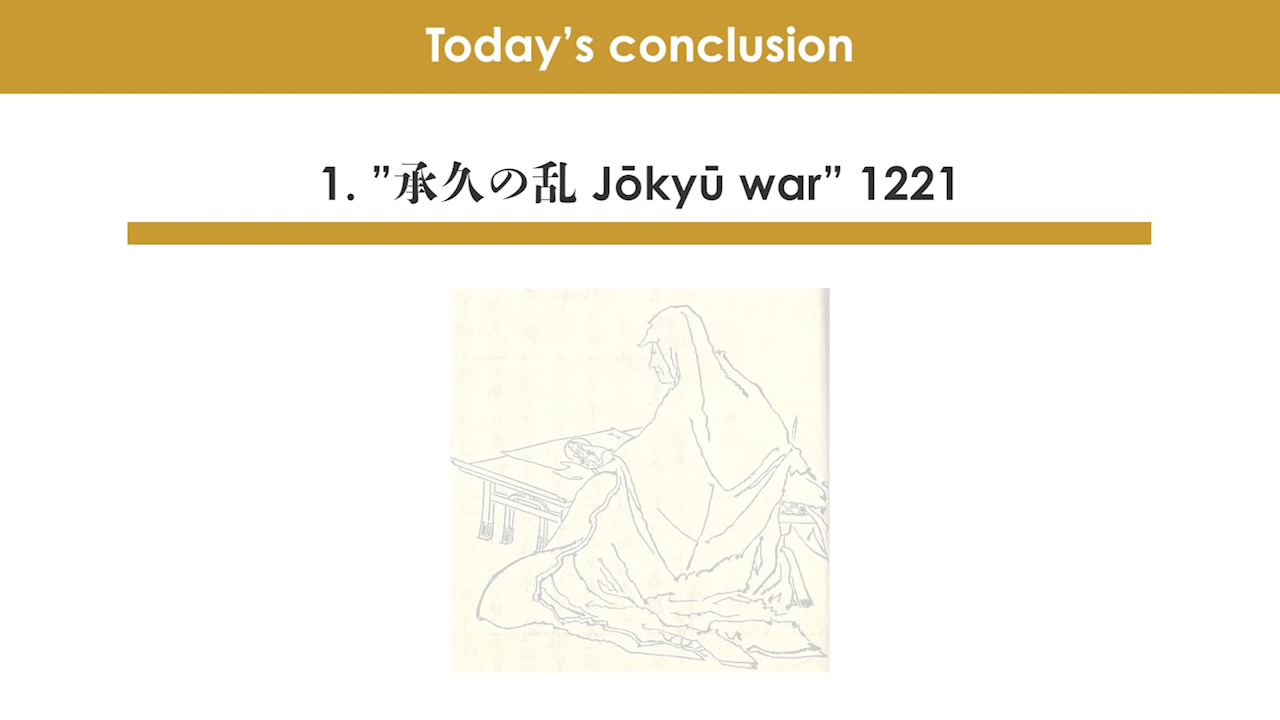 Today’s conclusion
1. ”承久の乱 Jōkyū war” 1221